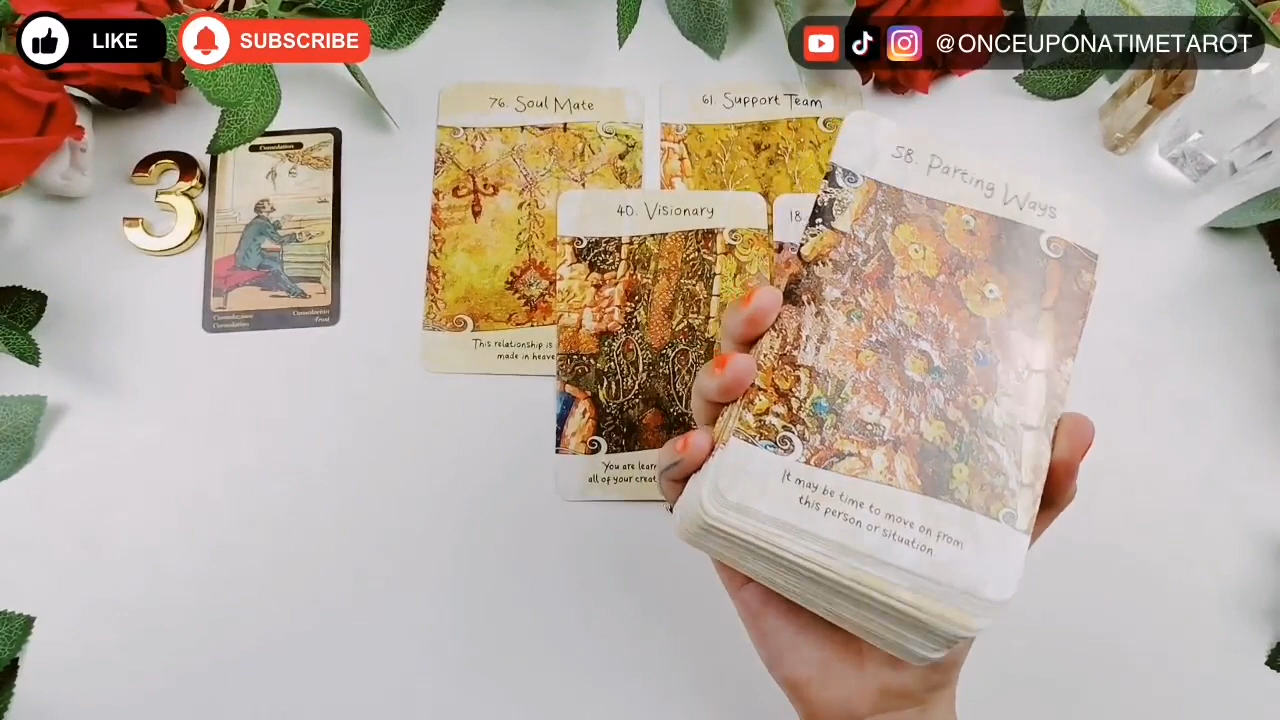 LIKE
SUBSCRIBE
@ONCEUPONATIMETAROT
3
Consolation
76. Soul Mate
This relationship is
made in heave
61. Support Team
40. Visionary
You are lear
all of your creat
18.
58. Parting Ways
It may be time to move on from
this person or situation.